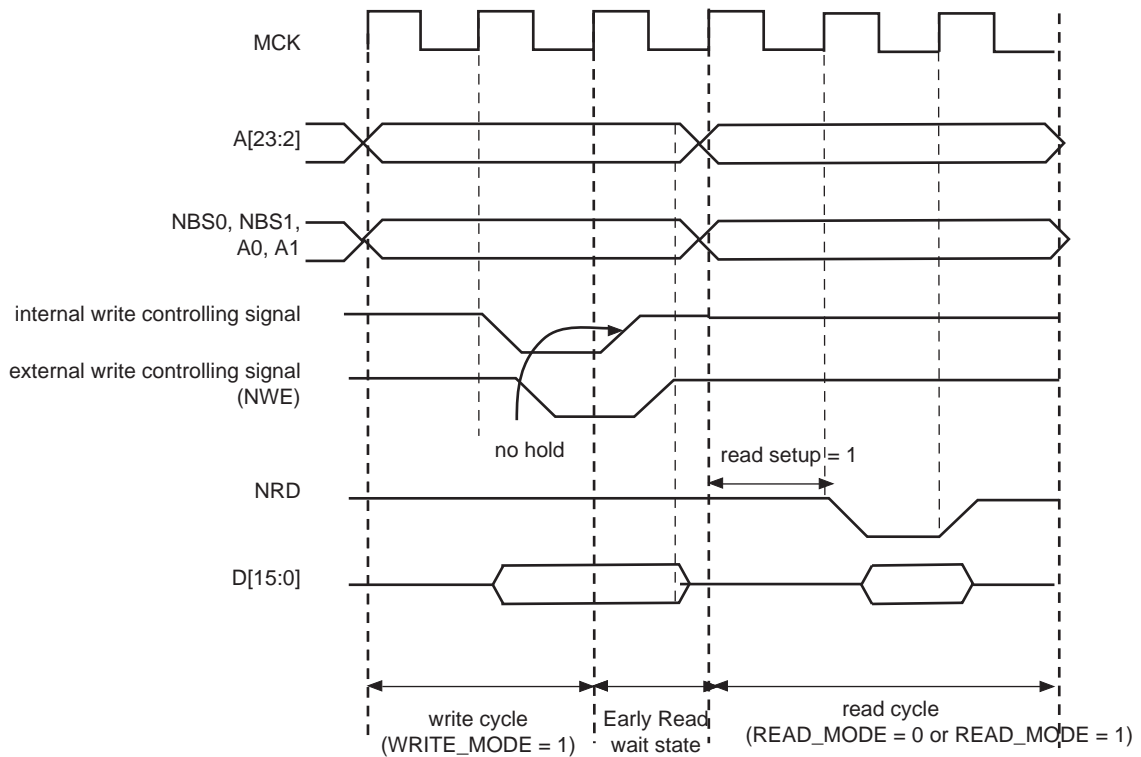 MCK
A[23:2]
NBS0, NBS1,
A0, A1
internal write controlling signal
external write controlling signal
(NWE)
no hold
read setup = 1
NRD
D[15:0]
write cycle
(WRITE_MODE = 1)
Early Read
wait state
read cycle
(READ_MODE = 0 or READ_MODE = 1)